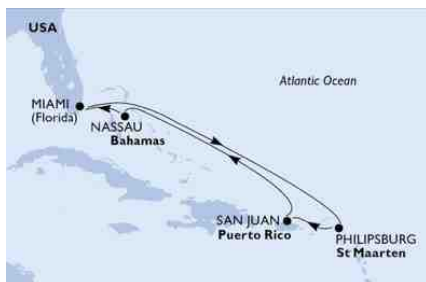 USA
Atlantic Ocean
MIAMI
(Florida)
NASSAU
Bahamas
SAN JUAN
Puerto Rico
PHILIPSBURG
St Maarten